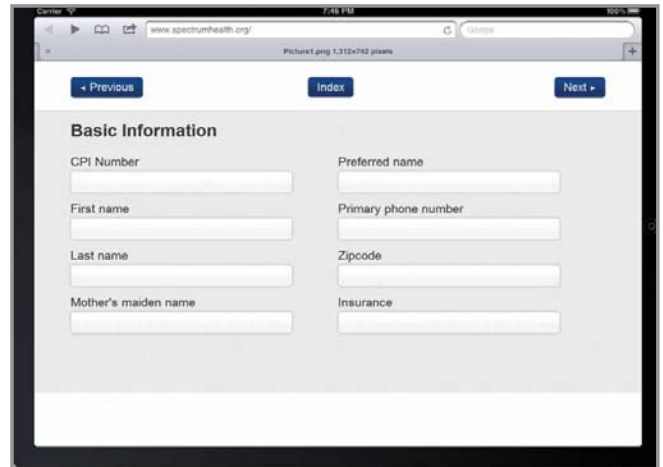 Carrier 7:46 PM 100%
www.spectrumhealth.org/ Google
Picture1.png 1,312×742 pixels
◂ Previous Index Next ▸
Basic Information
CPI Number Preferred name
First name Primary phone number
Last name Zipcode
Mother's maiden name Insurance